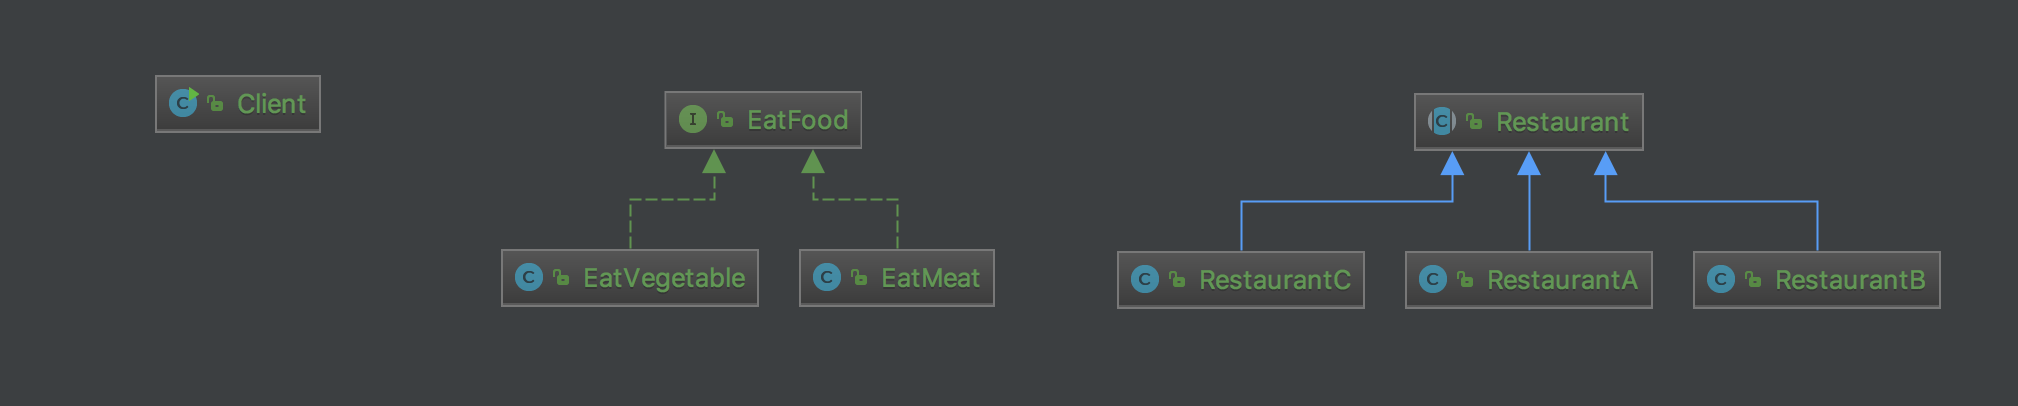 C Client
I EatFood
C Restaurant
C EatVegetable
C EatMeat
C RestaurantC
C RestaurantA
C RestaurantB